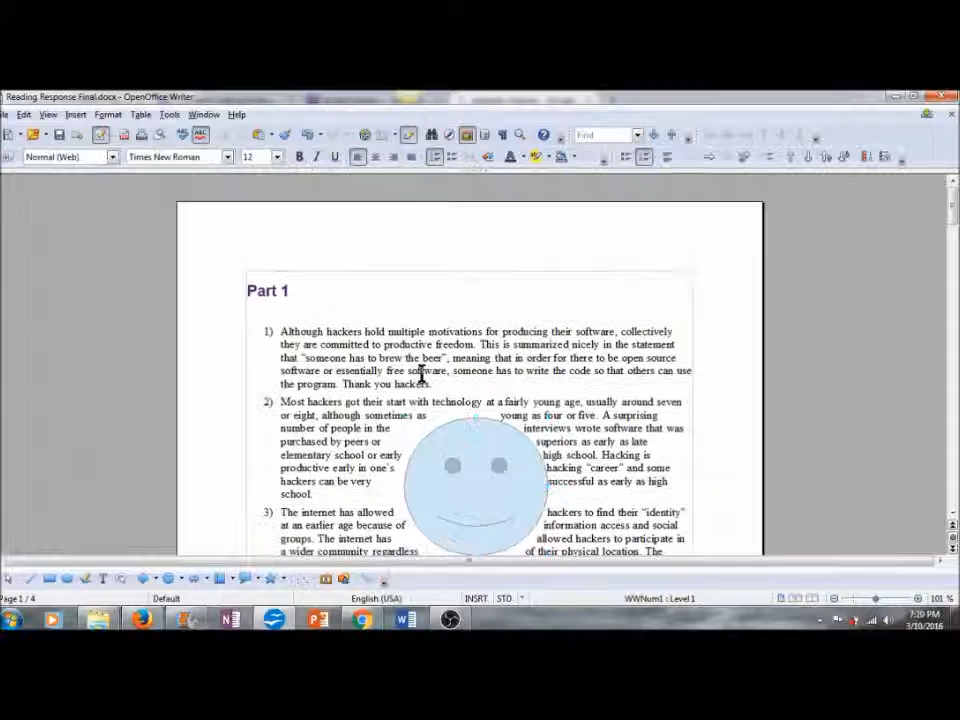 Reading Response Final.docx - OpenOffice Writer
Edit View Insert Format Table Tools Window Help
Find
Normal (Web) Times New Roman 12 B I U
Part 1
1) Although hackers hold multiple motivations for producing their software, collectively
they are committed to productive freedom. This is summarized nicely in the statement
that “someone has to brew the beer”, meaning that in order for there to be open source
software or essentially free software, someone has to write the code so that others can use
the program. Thank you hackers.
2) Most hackers got their start with technology at a fairly young age, usually around seven
or eight, although sometimes as young as four or five. A surprising
number of people in the interviews wrote software that was
purchased by peers or superiors as early as late
elementary school or early high school. Hacking is
productive early in one’s hacking “career” and some
hackers can be very successful as early as high
school.
3) The internet has allowed hackers to find their “identity”
at an earlier age because of information access and social
groups. The internet has allowed hackers to participate in
a wider community regardless of their physical location. The
Page 1 / 4 Default English (USA) INSRT STD * WWNum1 : Level 1 101 %
7:20 PM
3/10/2016